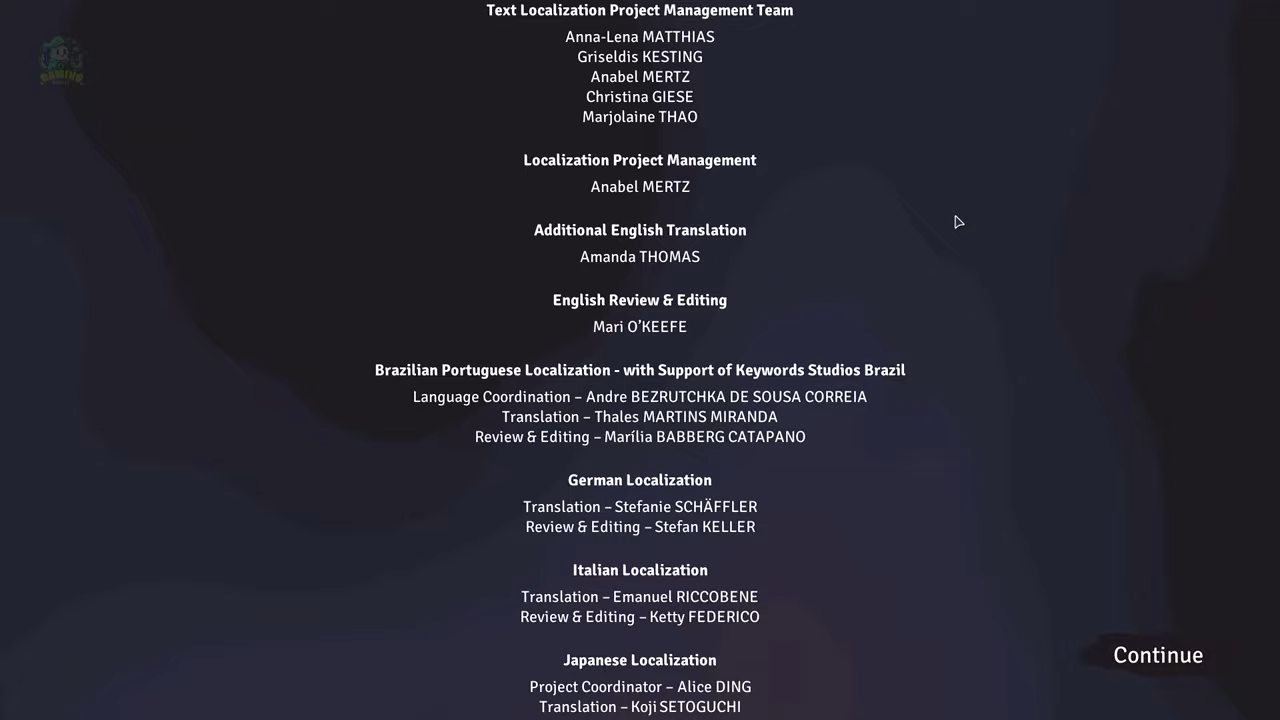 Text Localization Project Management Team
Anna-Lena MATTHIAS
Griseldis KESTING
Anabel MERTZ
Christina GIESE
Marjolaine THAO
Localization Project Management
Anabel MERTZ
Additional English Translation
Amanda THOMAS
English Review & Editing
Mari O’KEEFE
Brazilian Portuguese Localization - with Support of Keywords Studios Brazil
Language Coordination – Andre BEZRUTCHKA DE SOUSA CORREIA
Translation – Thales MARTINS MIRANDA
Review & Editing – Marília BABBERG CATAPANO
German Localization
Translation – Stefanie SCHÄFFLER
Review & Editing – Stefan KELLER
Italian Localization
Translation – Emanuel RICCOBENE
Review & Editing – Ketty FEDERICO
Continue
Japanese Localization
Project Coordinator – Alice DING
Translation – Koji SETOGUCHI